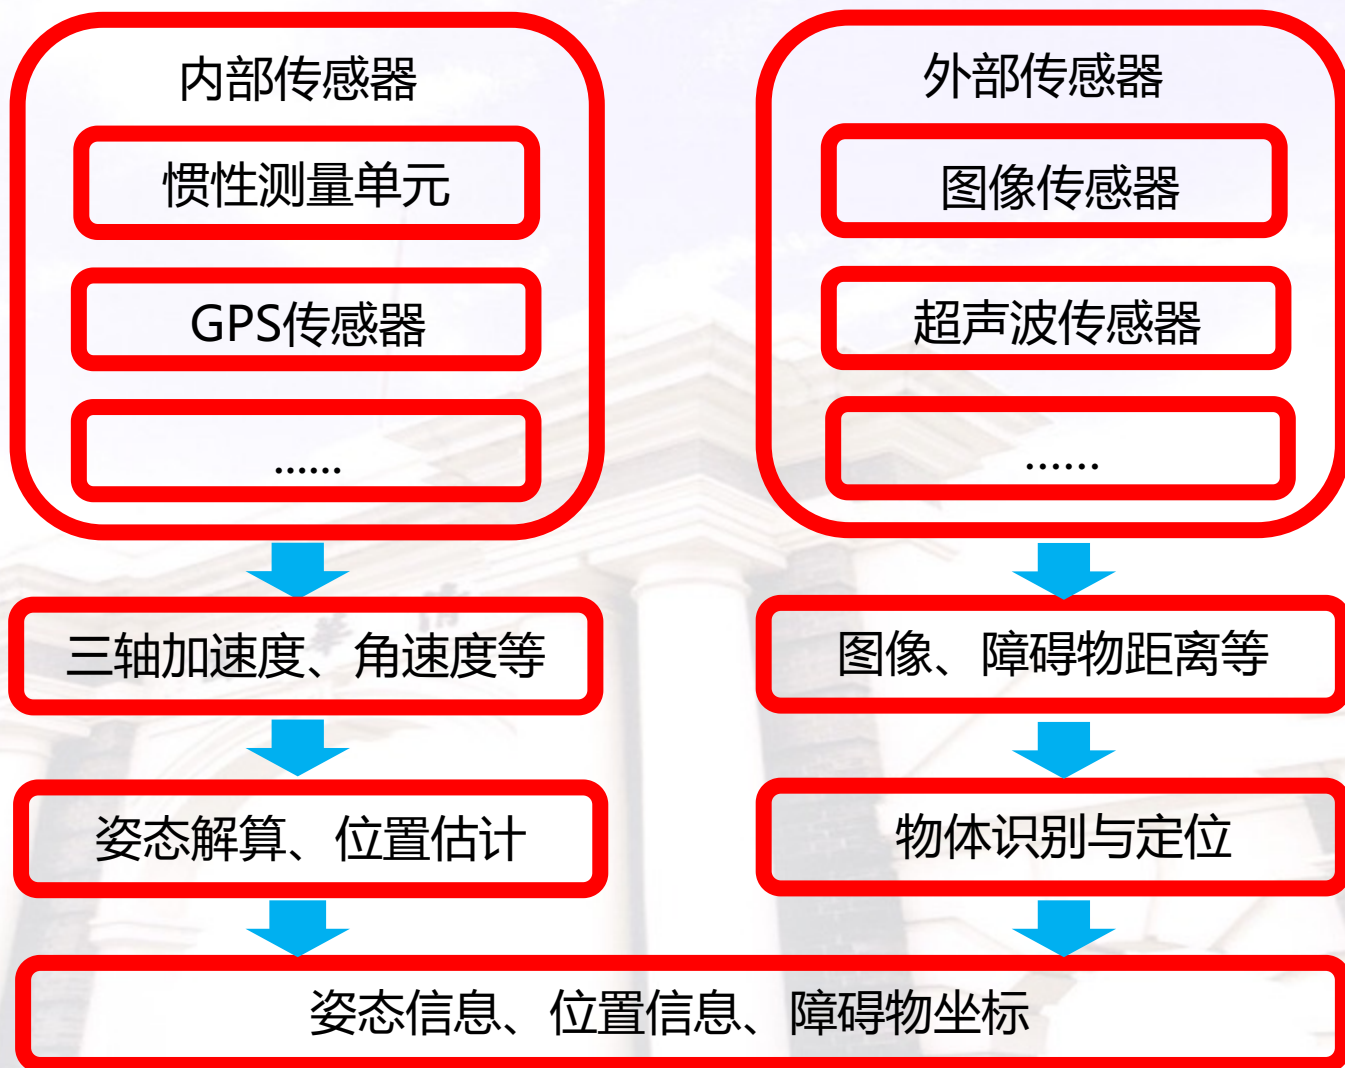 内部传感器
惯性测量单元
GPS传感器
......
三轴加速度、角速度等
姿态解算、位置估计
外部传感器
图像传感器
超声波传感器
......
图像、障碍物距离等
物体识别与定位
姿态信息、位置信息、障碍物坐标